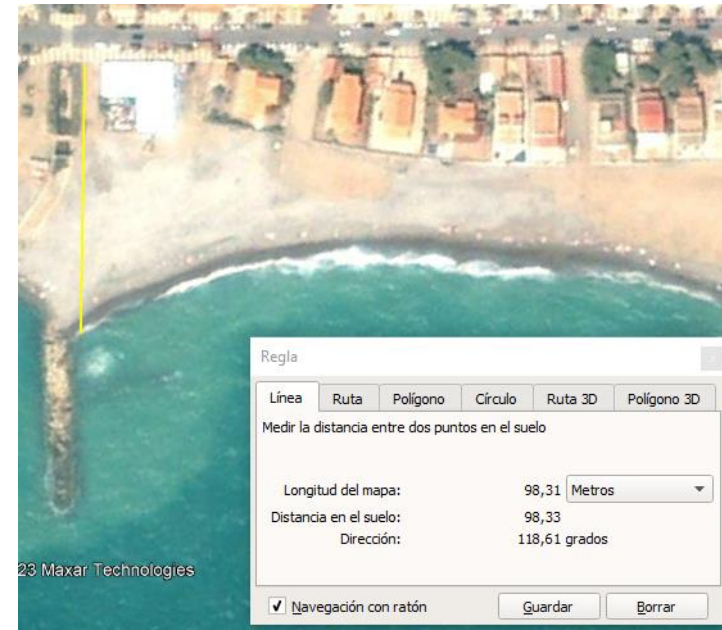 Regla
Línea Ruta Polígono Círculo Ruta 3D Polígono 3D
Medir la distancia entre dos puntos en el suelo
Longitud del mapa: 98,31 Metros
Distancia en el suelo: 98,33
Dirección: 118,61 grados
23 Maxar Technologies
Navegación con ratón Guardar Borrar